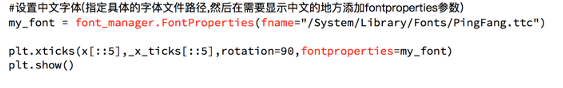 #设置中文字体(指定具体的字体文件路径,然后在需要显示中文的地方添加fontproperties参数)
my_font = font_manager.FontProperties(fname="/System/Library/Fonts/PingFang.ttc")
plt.xticks(x[::5],_x_ticks[::5],rotation=90,fontproperties=my_font)
plt.show()